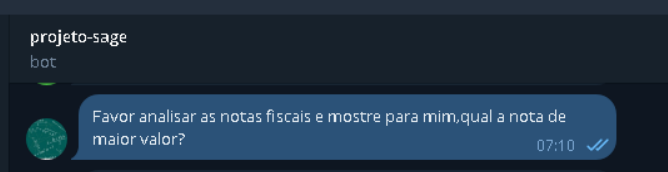 projeto-sage
bot
Favor analisar as notas fiscais e mostre para mim,qual a nota de
maior valor?
07:10